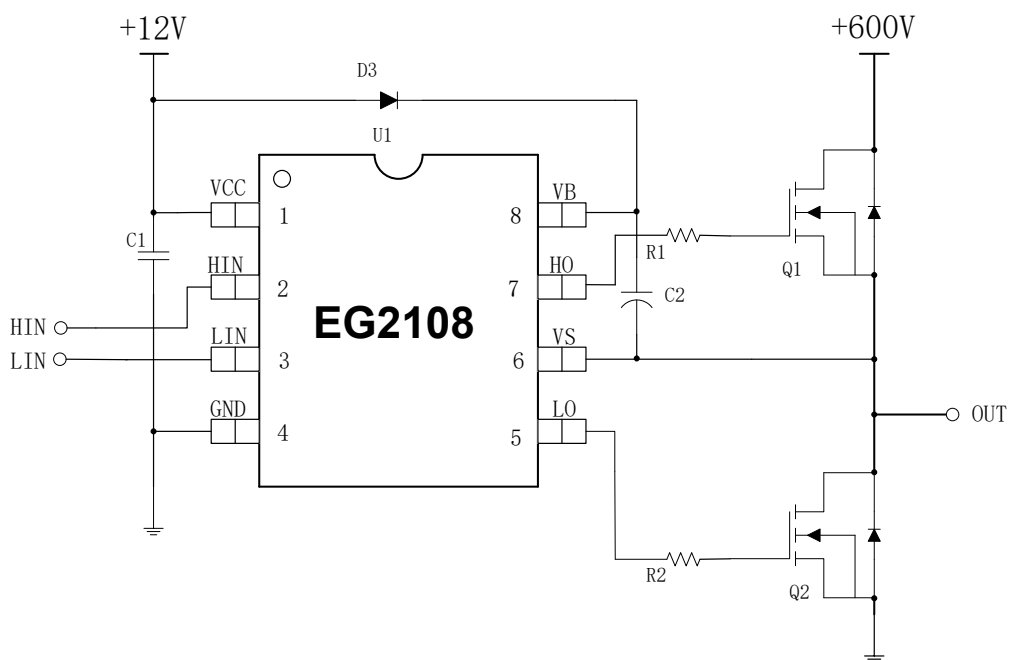 +12V
+600V
D3
U1
VCC
VB
1
8
C1
R1
HIN
HO
Q1
2
7
C2
EG2108
HIN
LIN
VS
LIN
3
6
GND
LO
OUT
4
5
R2
Q2